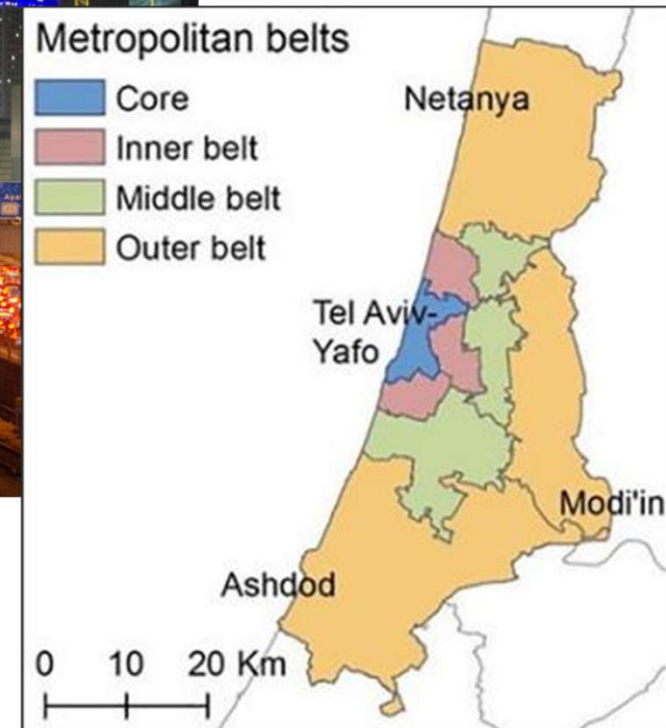 Metropolitan belts
Core
Inner belt
Middle belt
Outer belt
Netanya
Tel Aviv-
Yafo
Modi'in
Ashdod
0 10 20 Km